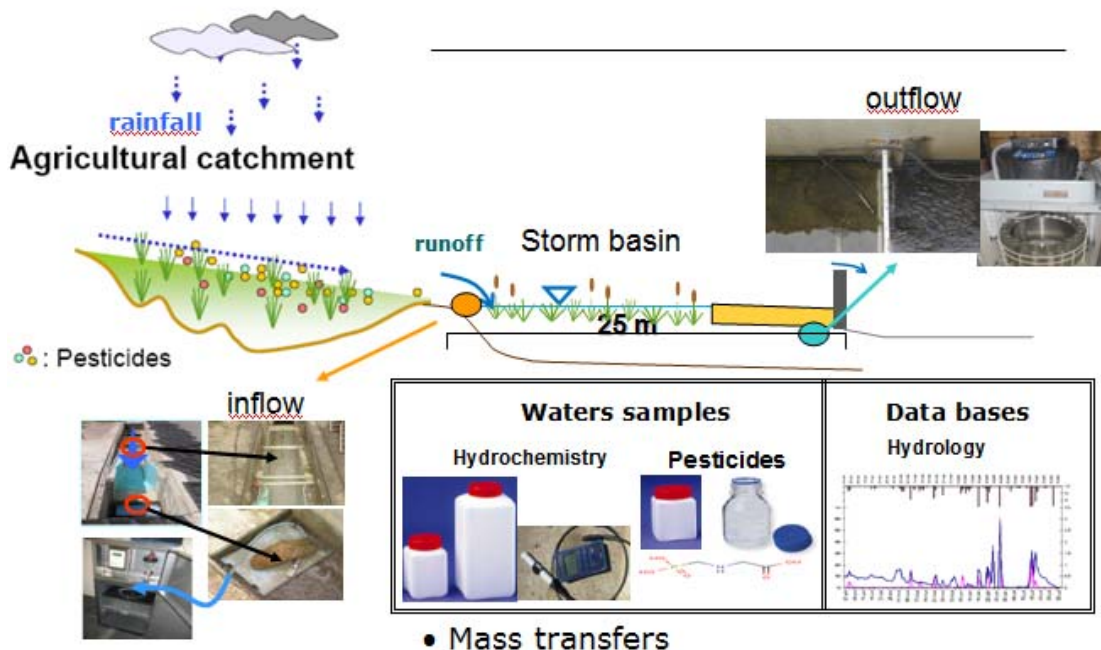 rainfall
Agricultural catchment
outflow
runoff
Storm basin
25 m
: Pesticides
inflow
Waters samples
Hydrochemistry
Pesticides
Data bases
Hydrology
• Mass transfers